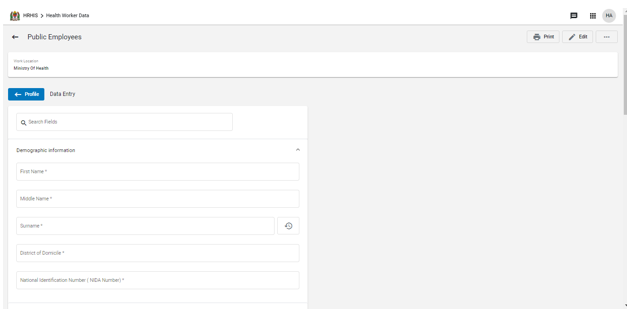 HRHIS > Health Worker Data
HA
Public Employees
Print
Edit
Work Location
Ministry Of Health
Profile
Data Entry
Search Fields
Demographic information
First Name *
Middle Name *
Surname *
District of Domicile *
National Identification Number ( NIDA Number) *